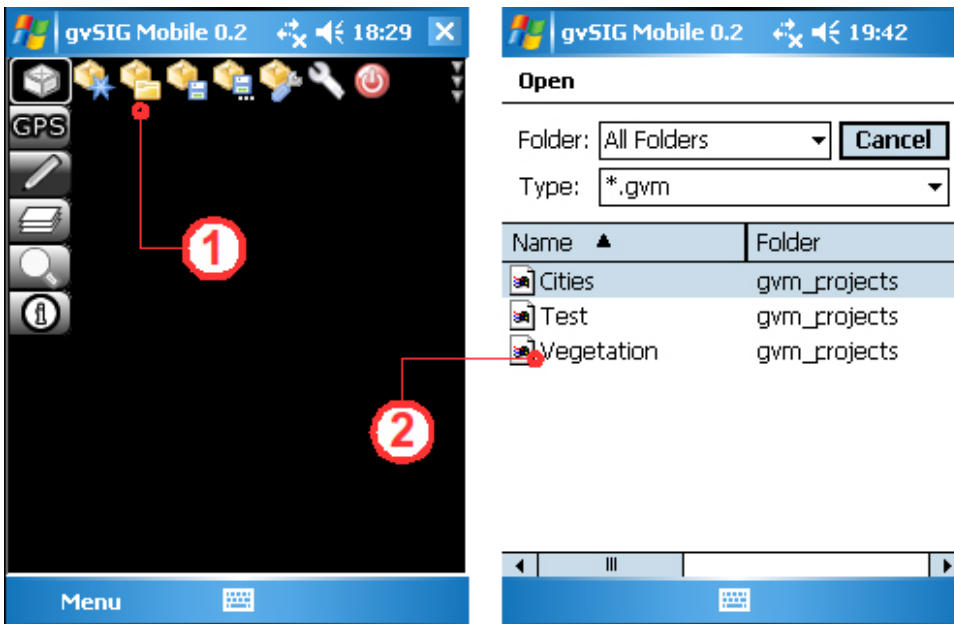 gvSIG Mobile 0.2 18:29
GPS
1
2
Menu
gvSIG Mobile 0.2 19:42
Open
Folder: All Folders Cancel
Type: *.gvm
Name Folder
Cities gvm_projects
Test gvm_projects
Vegetation gvm_projects